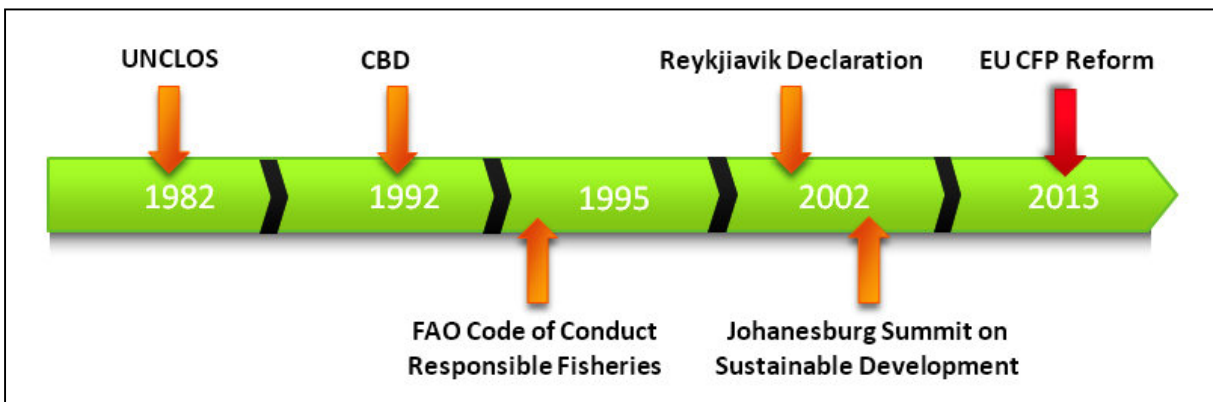 UNCLOS
CBD
Reykjiavik Declaration
EU CFP Reform
1982
1992
1995
2002
2013
FAO Code of Conduct
Responsible Fisheries
Johanesburg Summit on
Sustainable Development